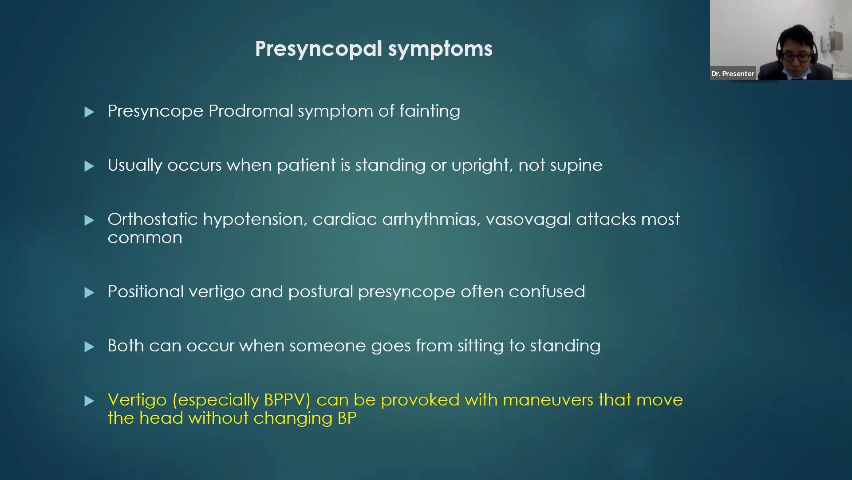 Presyncopal symptoms
Dr. Presenter
Presyncope Prodromal symptom of fainting
Usually occurs when patient is standing or upright, not supine
Orthostatic hypotension, cardiac arrhythmias, vasovagal attacks most
common
Positional vertigo and postural presyncope often confused
Both can occur when someone goes from sitting to standing
Vertigo (especially BPPV) can be provoked with maneuvers that move
the head without changing BP